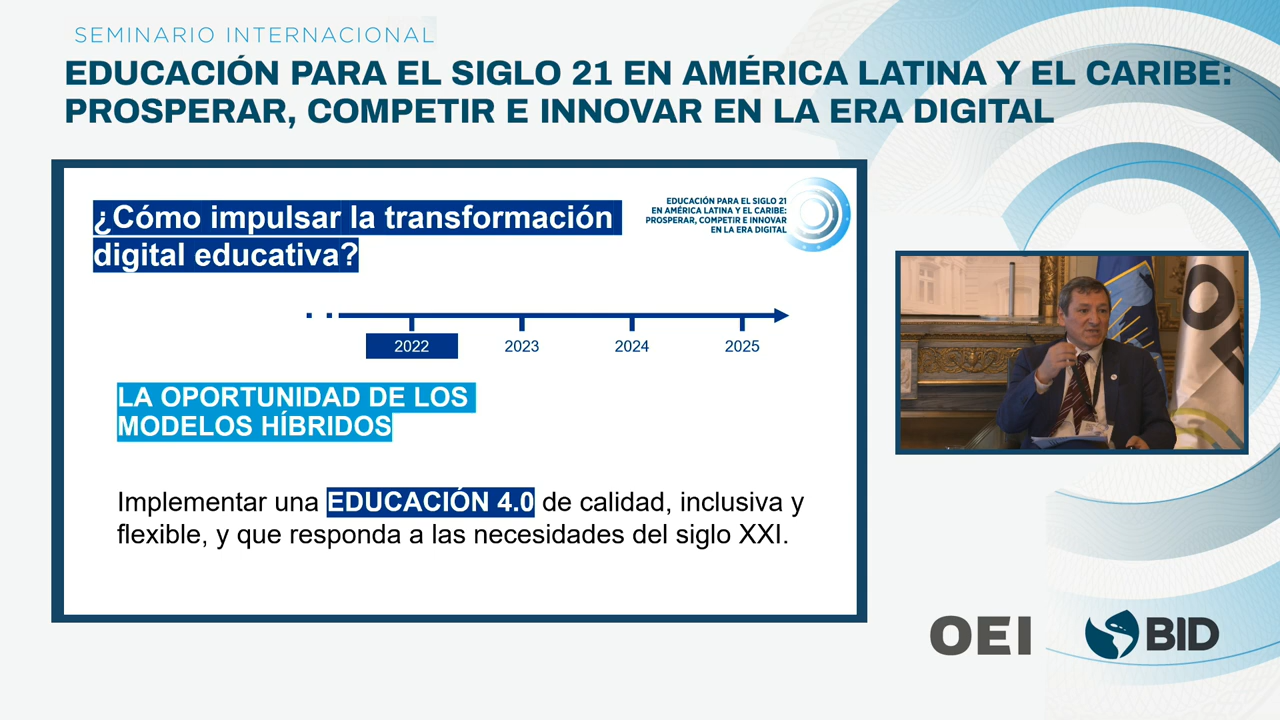 SEMINARIO INTERNACIONAL
EDUCACIÓN PARA EL SIGLO 21 EN AMÉRICA LATINA Y EL CARIBE:
PROSPERAR, COMPETIR E INNOVAR EN LA ERA DIGITAL
¿Cómo impulsar la transformación
digital educativa?
EDUCACIÓN PARA EL SIGLO 21
EN AMÉRICA LATINA Y EL CARIBE:
PROSPERAR, COMPETIR E INNOVAR
EN LA ERA DIGITAL
2022 2023 2024 2025
LA OPORTUNIDAD DE LOS
MODELOS HÍBRIDOS
Implementar una EDUCACIÓN 4.0 de calidad, inclusiva y
flexible, y que responda a las necesidades del siglo XXI.
OEI BID